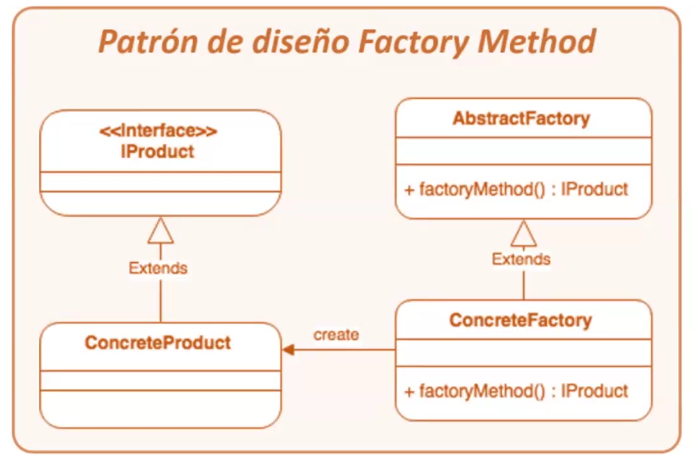 Patrón de diseño Factory Method
<<Interface>>
IProduct
AbstractFactory
+ factoryMethod() : IProduct
Extends
Extends
ConcreteProduct
create
ConcreteFactory
+ factoryMethod() : IProduct